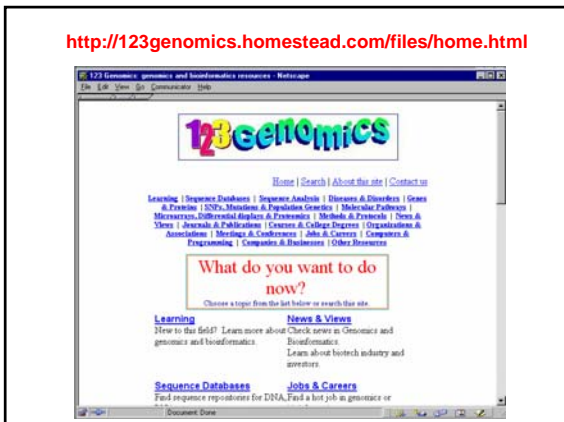 http://123genomics.homestead.com/files/home.html
123 Genomics: genomics and bioinformatics resources - Netscape
File Edit View Go Communicator Help
123Genomics
Home | Search | About this site | Contact us
Learning | Sequence Databases | Sequence Analysis | Diseases & Disorders | Genes
& Proteins | SNPs, Mutations & Population Genetics | Molecular Pathways |
Microarrays, Differential displays & Proteomics | Methods & Protocols | News &
Views | Journals & Publications | Courses & College Degrees | Organizations &
Associations | Meetings & Conferences | Jobs & Careers | Computers &
Programming | Companies & Businesses | Other Resources
What do you want to do
now?
Choose a topic from the list below or search this site.
Learning
New to this field? Learn more about
genomics and bioinformatics.
News & Views
Check news in Genomics and
Bioinformatics.
Learn about biotech industry and
investors.
Sequence Databases
Find sequence repositories for DNA,
Jobs & Careers
Find a hot job in genomics or
Document Done